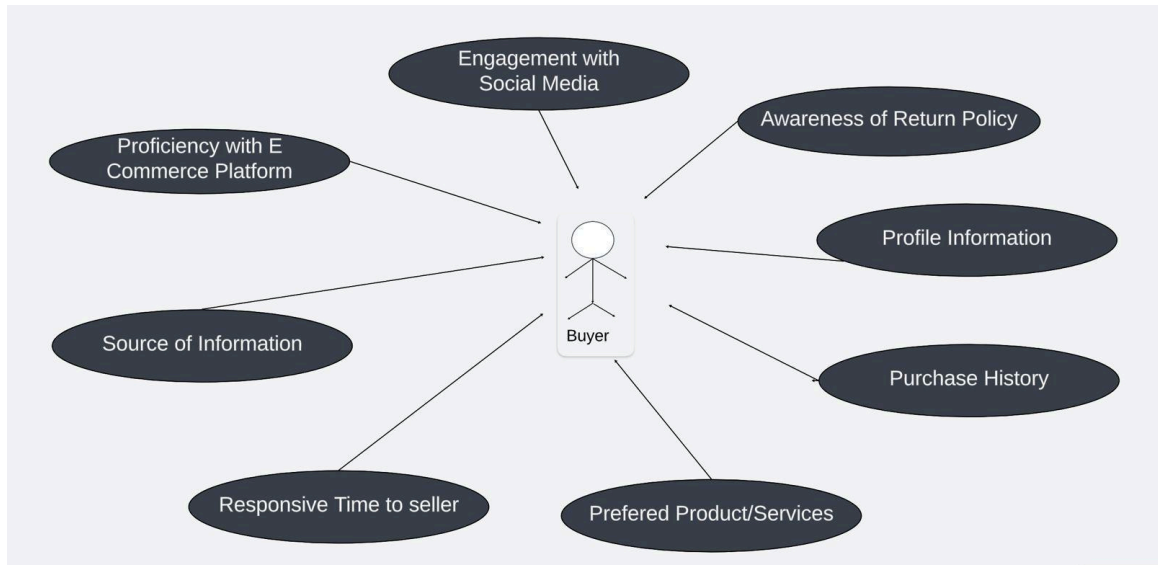 Engagement with
Social Media
Awareness of Return Policy
Proficiency with E
Commerce Platform
Profile Information
Buyer
Source of Information
Purchase History
Responsive Time to seller
Prefered Product/Services